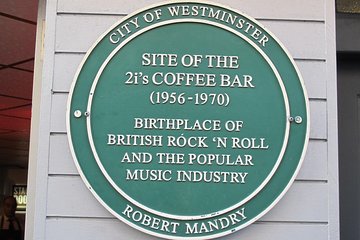 CITY OF WESTMINSTER
SITE OF THE
2i's COFFEE BAR
(1956-1970)
BIRTHPLACE OF
BRITISH ROCK 'N ROLL
AND THE POPULAR
MUSIC INDUSTRY
ROBERT MANDRY